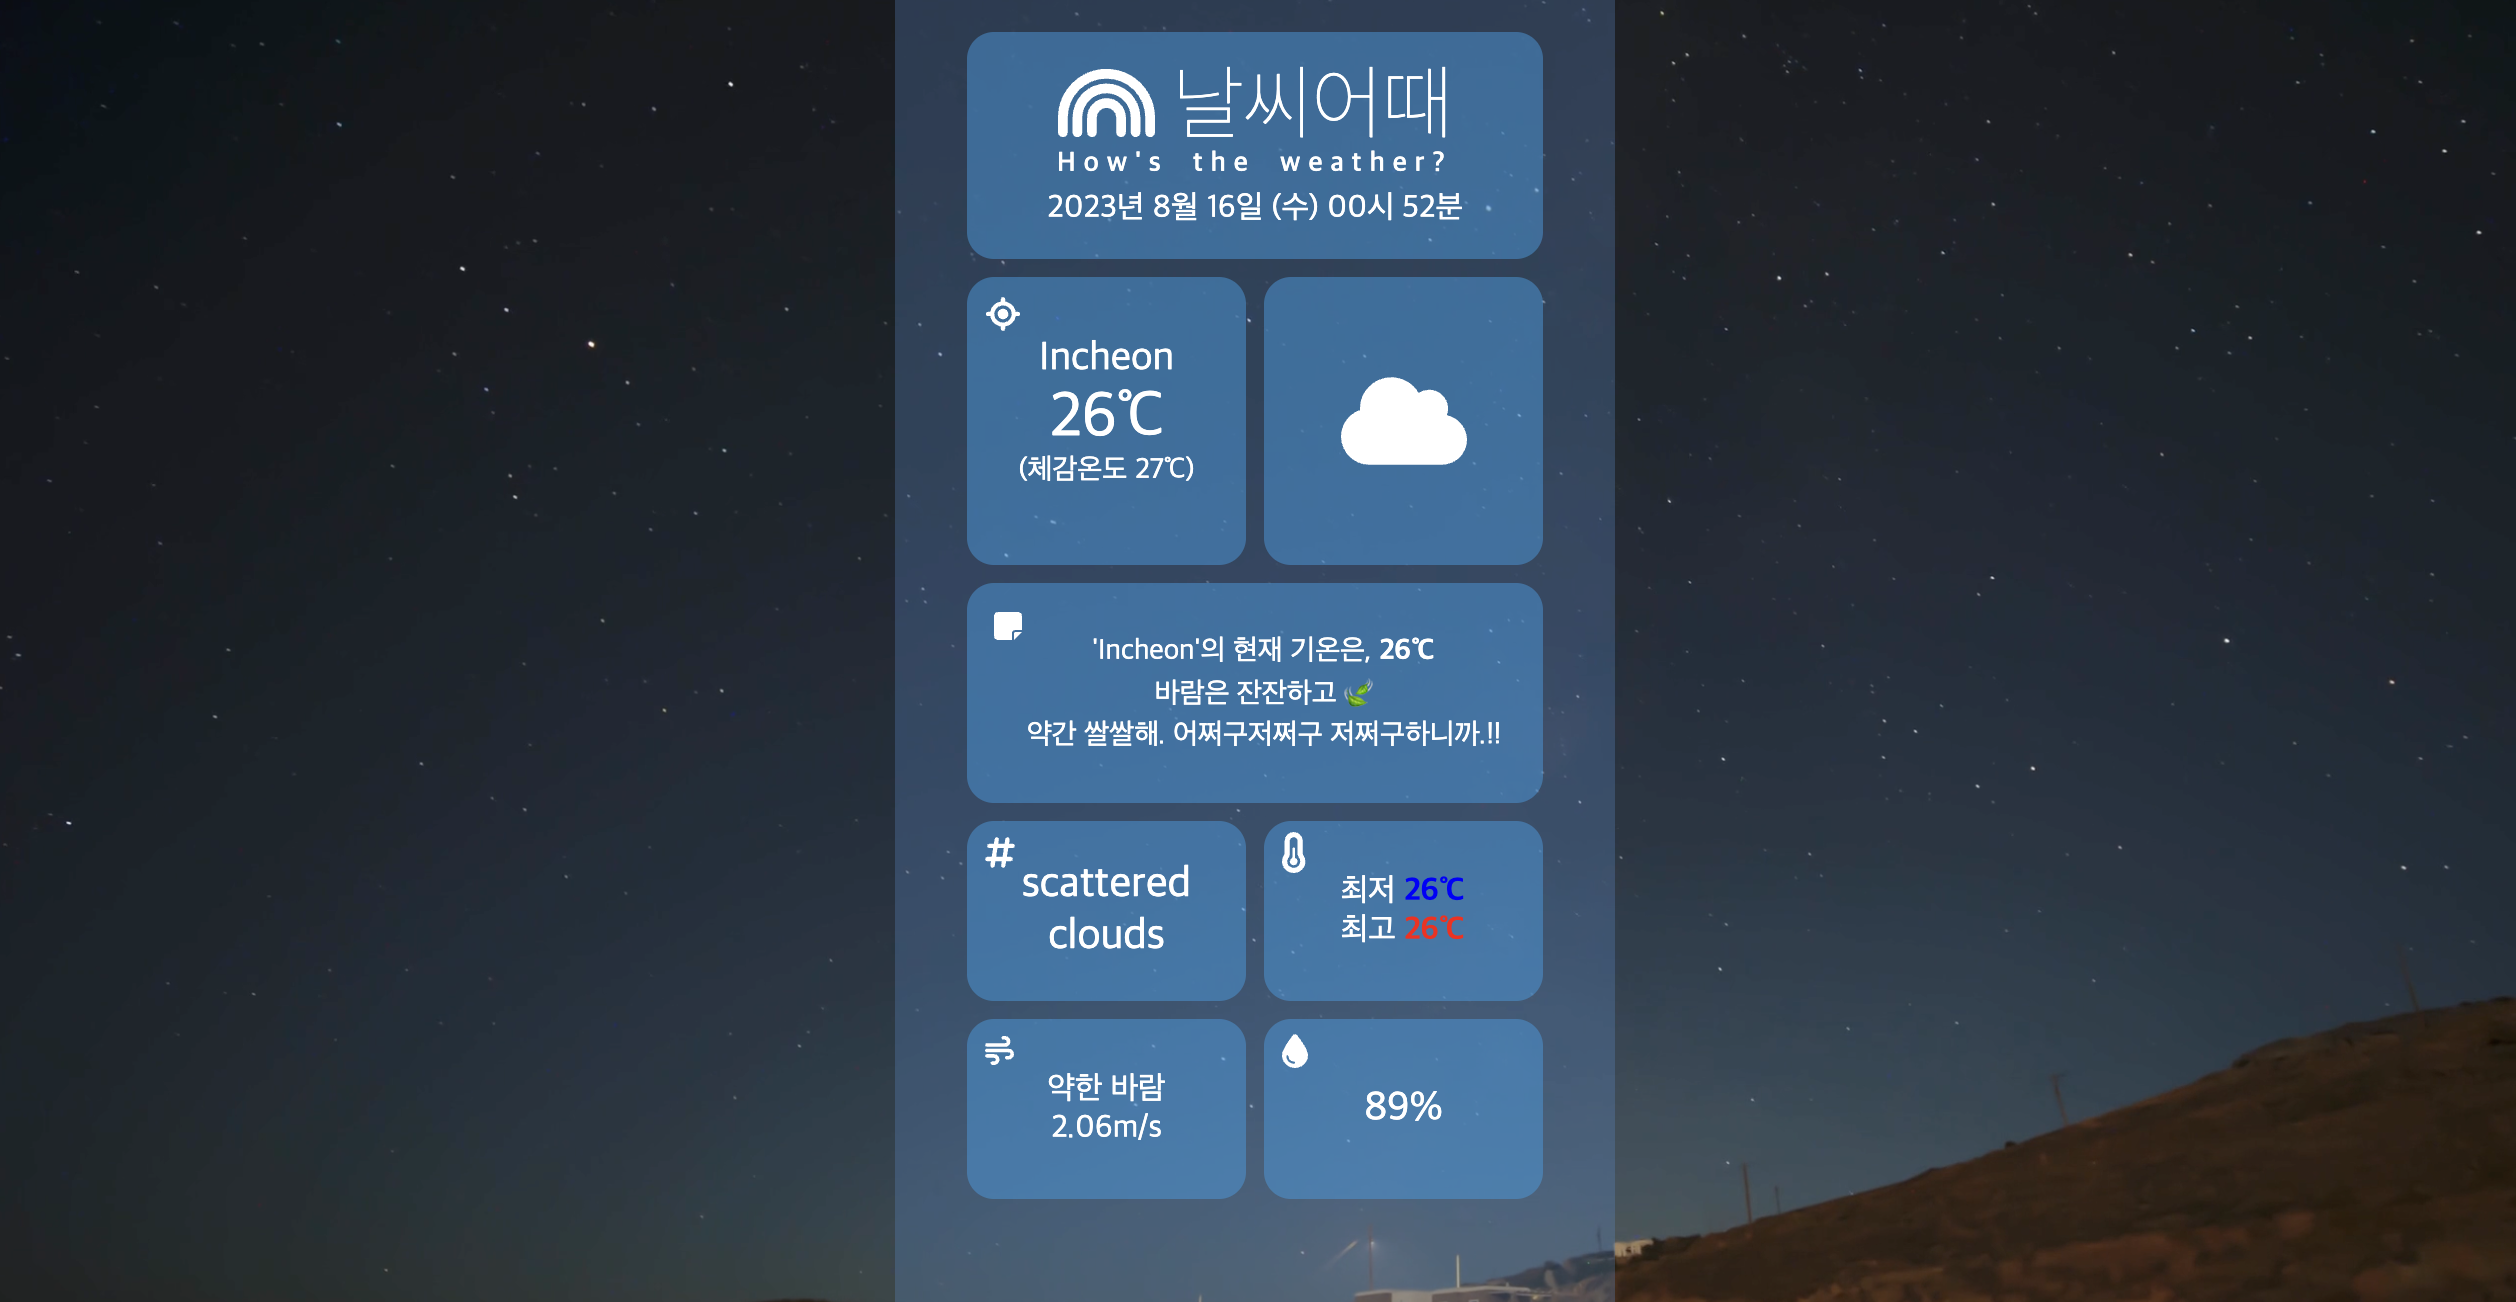 날씨어때
How's the weather?
2023년 8월 16일 (수) 00시 52분
Incheon
26℃
(체감온도 27℃)
'Incheon'의 현재 기온은, 26℃
바람은 잔잔하고 🍃
약간 쌀쌀해. 어쩌구저쩌구 저쩌구하니까.!!
scattered
clouds
최저 26℃
최고 26℃
약한 바람
2.06m/s
89%